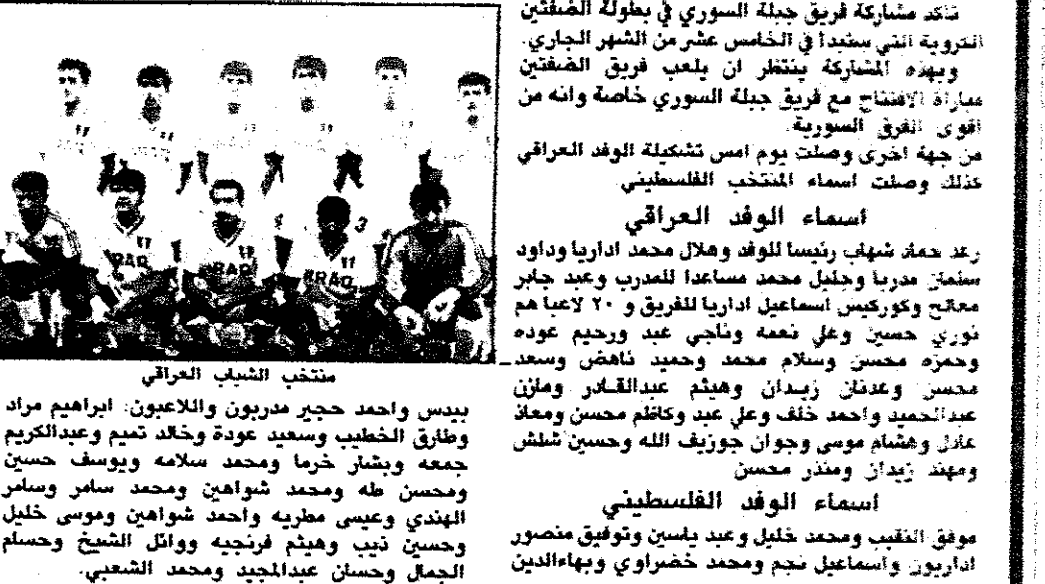 تأكد مشاركة فريق جبلة السوري في بطولة الضفتين
الكروية التي ستبدأ في الخامس عشر من الشهر الجاري.
وبهذه المشاركة ينتظر ان يلعب فريق الضفتين
مباراة الافتتاح مع فريق جبلة السوري خاصة وانه من
اقوى الفرق السورية.
من جهة اخرى وصلت يوم امس تشكيلة الوفد العراقي
كذلك وصلت اسماء المنتخب الفلسطيني
اسماء الوفد العراقي
رعد حماد شهاب رئيسا للوفد وهلال محمد اداريا وداود
سلمان مدربا وجليل محمد مساعدا للمدرب وعبد جابر
معالج وكوركيس اسماعيل اداريا للفريق و ٢٠ لاعبا هم
نوري حسين وعلي نعمه وناجي عبد ورحيم عوده
وحمزه محسن وسلام محمد وحميد ناهض وسعد
محسن وعدنان زيدان وهيثم عبدالقادر ومازن
عبدالحميد واحمد خلف وعلي عبد وكاظم محسن ومعاذ
عادل وهشام موسى وجوان جوزيف الله وحسين شلش
ومهند زيدان ومنذر محسن
اسماء الوفد الفلسطيني
موفق النقيب ومحمد خليل وعبد ياسين وتوفيق منصور
اداريون واسماعيل نجم ومحمد خضراوي وبهاءالدين
منتخب الشباب العراقي
بيدس واحمد حجير مدربون واللاعبون: ابراهيم مراد
وطارق الخطيب وسعيد عودة وخالد تميم وعبدالكريم
جمعه وبشار خرما ومحمد سلامه ويوسف حسين
ومحسن طه ومحمد شواهين ومحمد سامر وسامر
الهندي وعيسى مطريه واحمد شواهين وموسى خليل
وحسين ذيب وهيثم فرنجيه ووائل الشيخ وحسام
الجمال وحسان عبدالمجيد ومحمد الشعبي.